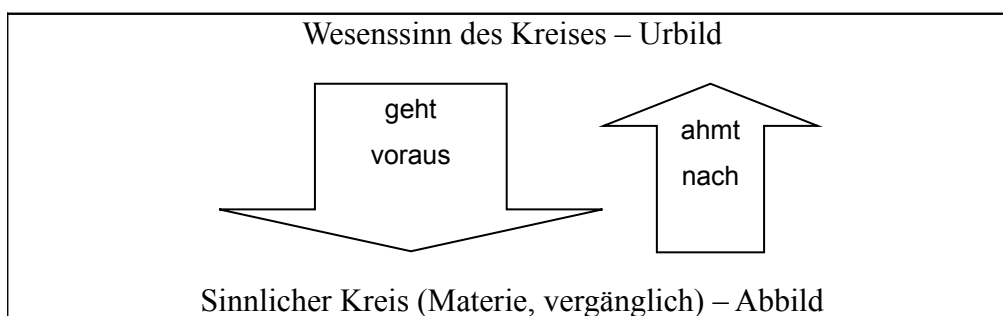 Wesenssinn des Kreises – Urbild
geht
voraus
ahmt
nach
Sinnlicher Kreis (Materie, vergänglich) – Abbild